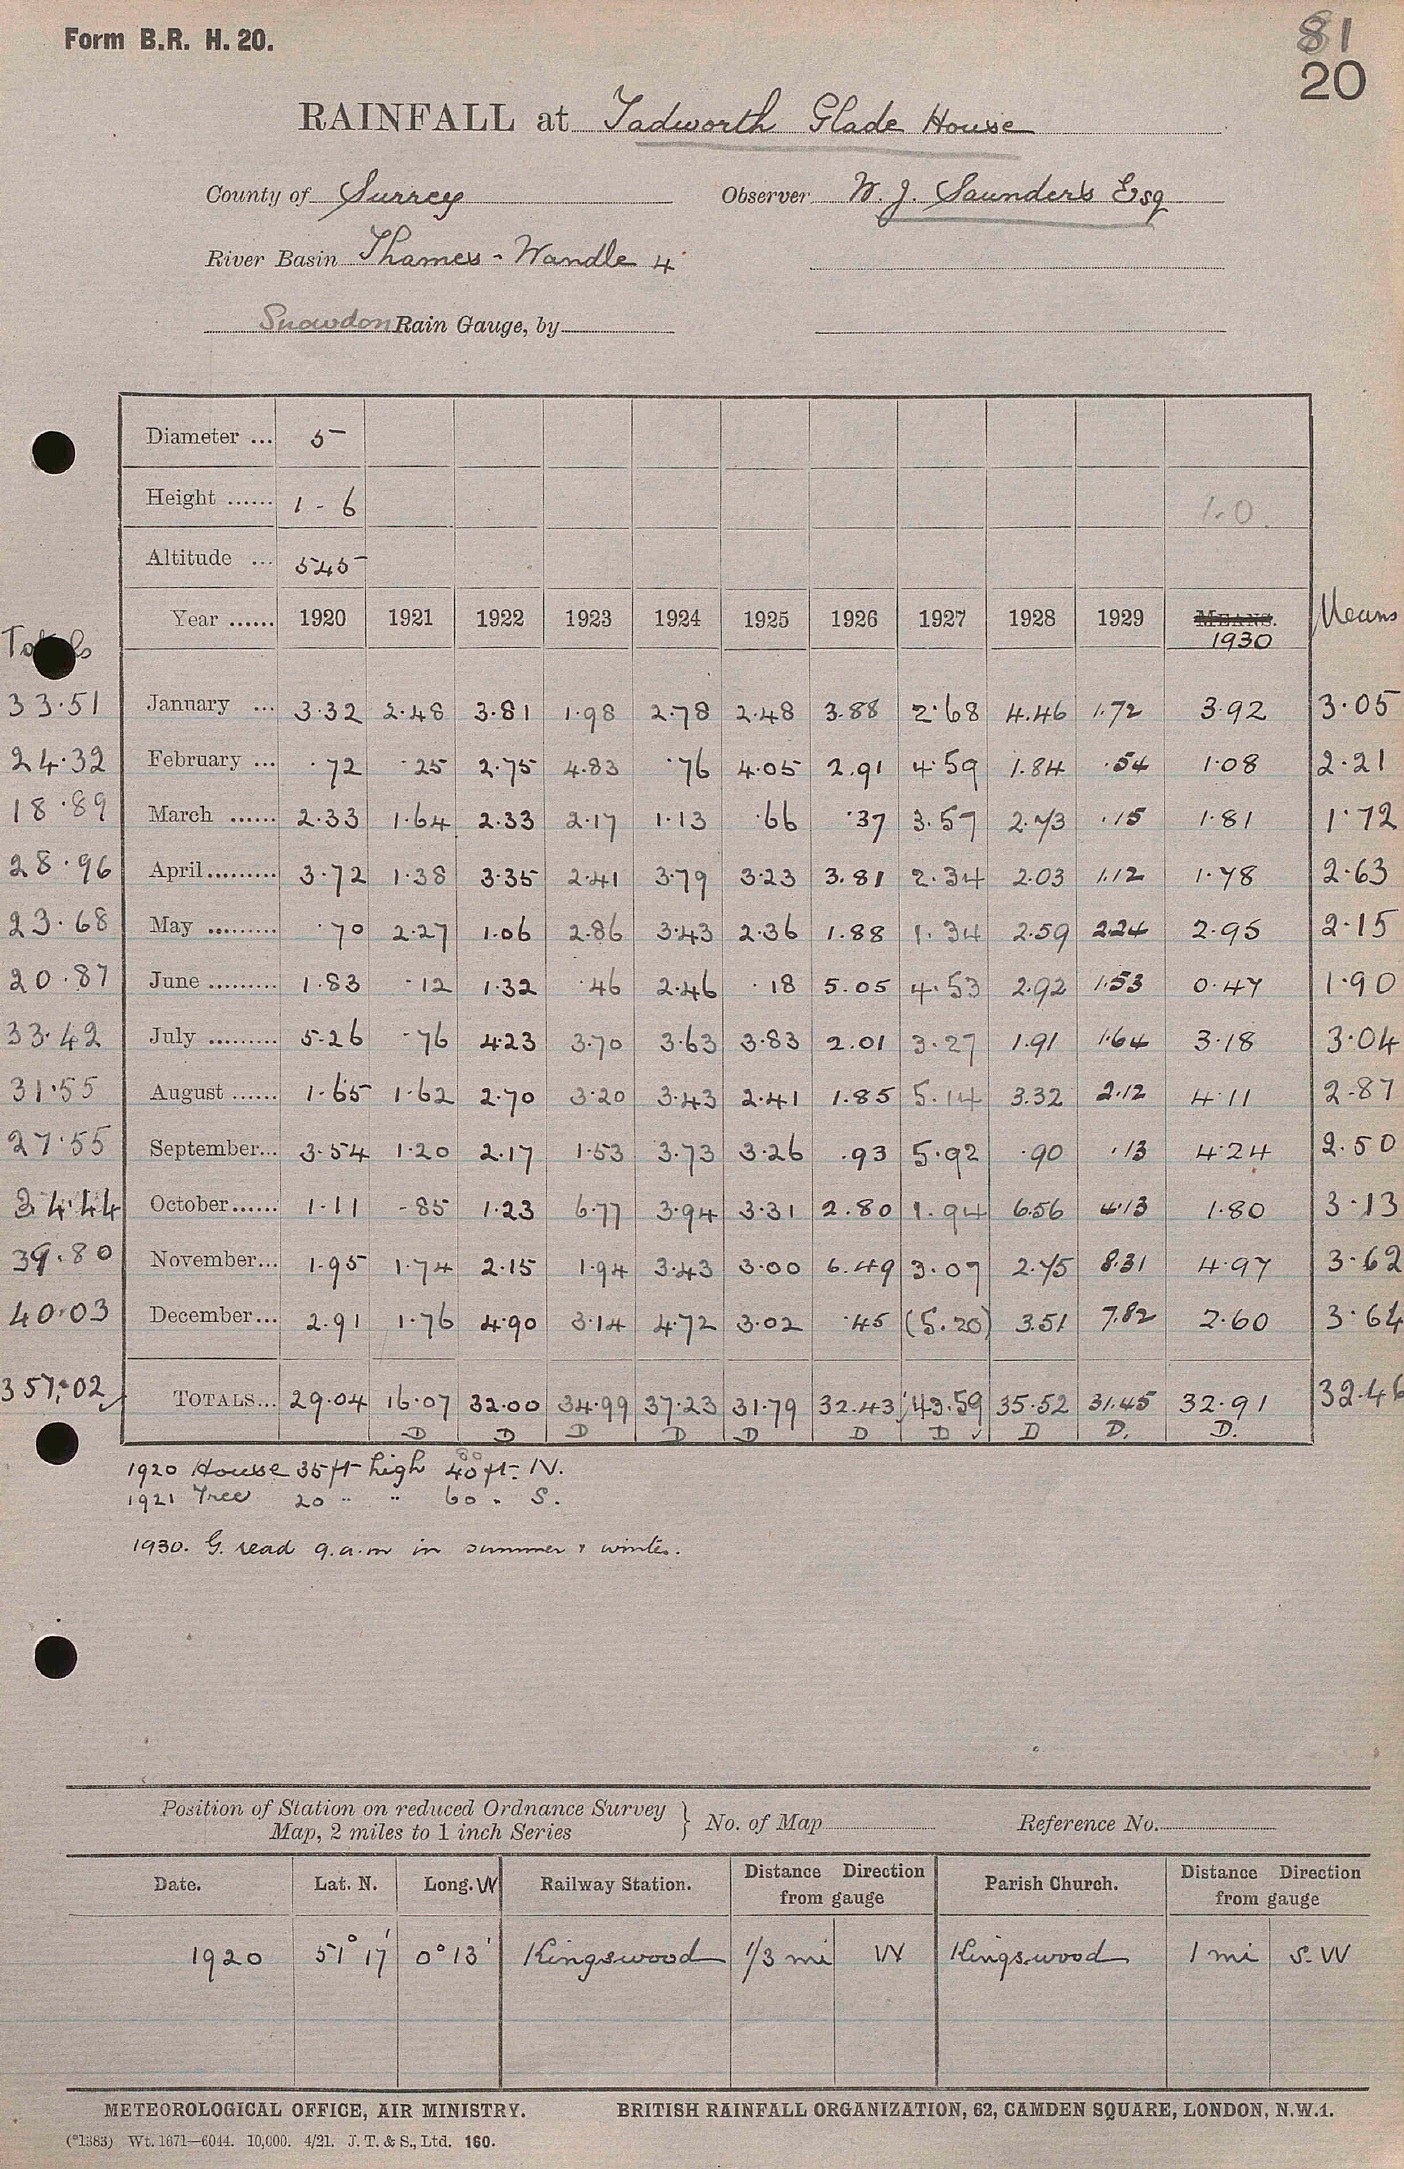 Form B.R. H. 20.
81
20
RAINFALL at Tadworth Glade House
County of Surrey Observer W. J. Saunders Esq
River Basin Thames - Wandle 4
Snowdon Rain Gauge, by
Diameter ... 5
Height ...... 1 - 6 1-0
Altitude ... 545
Year ...... 1920 1921 1922 1923 1924 1925 1926 1927 1928 1929 MEANS. 1930 Means
Totals
33.51 January ... 3.32 2.48 3.81 1.98 2.78 2.48 3.88 2.68 4.46 1.72 3.92 3.05
24.32 February ... .72 .25 2.75 4.83 .76 4.05 2.91 4.59 1.84 .54 1.08 2.21
18.89 March ...... 2.33 1.64 2.33 2.17 1.13 .66 .37 3.57 2.73 .15 1.81 1.72
28.96 April ......... 3.72 1.38 3.35 2.41 3.79 3.23 3.81 2.34 2.03 1.12 1.78 2.63
23.68 May ......... .70 2.27 1.06 2.86 3.43 2.36 1.88 1.34 2.59 2.24 2.95 2.15
20.87 June ......... 1.83 .12 1.32 .46 2.46 .18 5.05 4.53 2.92 1.53 0.47 1.90
33.42 July ......... 5.26 .76 4.23 3.70 3.63 3.83 2.01 3.27 1.91 1.64 3.18 3.04
31.55 August ...... 1.65 1.62 2.70 3.20 3.43 2.41 1.85 5.14 3.32 2.12 4.11 2.87
27.55 September... 3.54 1.20 2.17 1.53 3.73 3.26 .93 5.92 .90 .13 4.24 2.50
34.44 October...... 1.11 .85 1.23 6.77 3.94 3.31 2.80 1.94 6.56 4.13 1.80 3.13
39.80 November... 1.95 1.74 2.15 1.94 3.43 3.00 6.49 3.07 2.75 8.31 4.97 3.62
40.03 December... 2.91 1.76 4.90 3.14 4.72 3.02 .45 (5.20) 3.51 7.82 2.60 3.64
357.02 TOTALS... 29.04 16.07 32.00 34.99 37.23 31.79 32.43 43.59 35.52 31.45 32.91 32.46
D D D D D D D D D. D.
1920 House 35 ft high 40 ft. N.
80
1921 Tree 20 " " 60 " S.
1930. G. read 9.a.m in summer & winter.
Position of Station on reduced Ordnance Survey
Map, 2 miles to 1 inch Series } No. of Map Reference No.
Date. Lat. N. Long. W Railway Station. Distance Direction from gauge Parish Church. Distance Direction from gauge
1920 51° 17' 0° 13' Kingswood 1/3 mi W Kingswood 1 mi S. W
METEOROLOGICAL OFFICE, AIR MINISTRY. BRITISH RAINFALL ORGANIZATION, 62, CAMDEN SQUARE, LONDON, N.W.1.
(*1383) Wt. 1671—6044. 10,000. 4/21. J. T. & S., Ltd. 160.